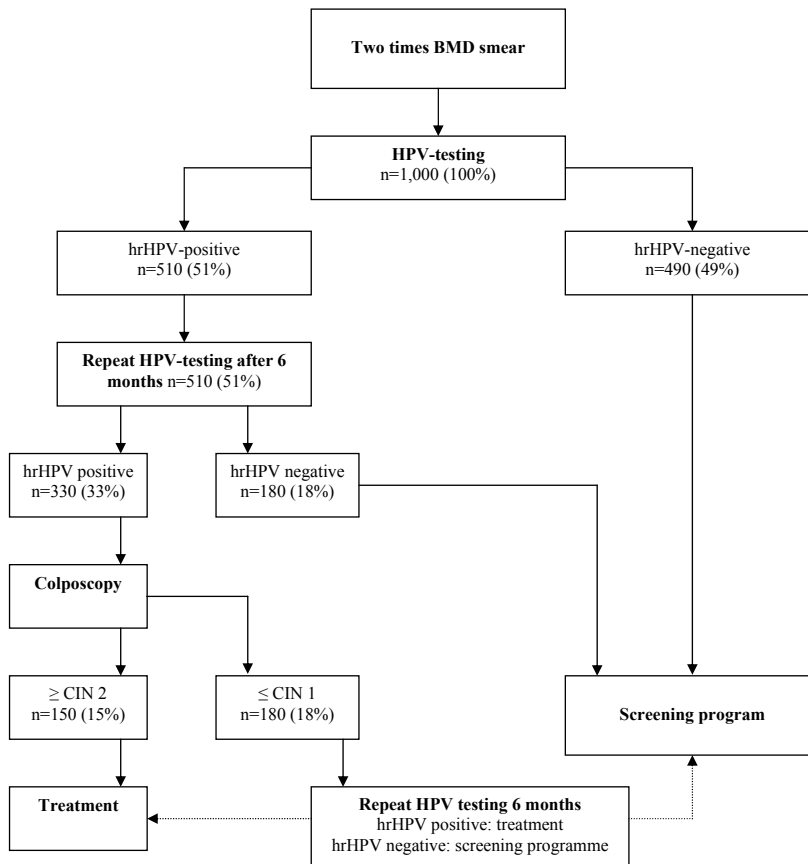 Two times BMD smear
HPV-testing
n=1,000 (100%)
hrHPV-positive
n=510 (51%)
hrHPV-negative
n=490 (49%)
Repeat HPV-testing after 6
months n=510 (51%)
hrHPV positive
n=330 (33%)
hrHPV negative
n=180 (18%)
Colposcopy
≥ CIN 2
n=150 (15%)
≤ CIN 1
n=180 (18%)
Screening program
Treatment
Repeat HPV testing 6 months
hrHPV positive: treatment
hrHPV negative: screening programme